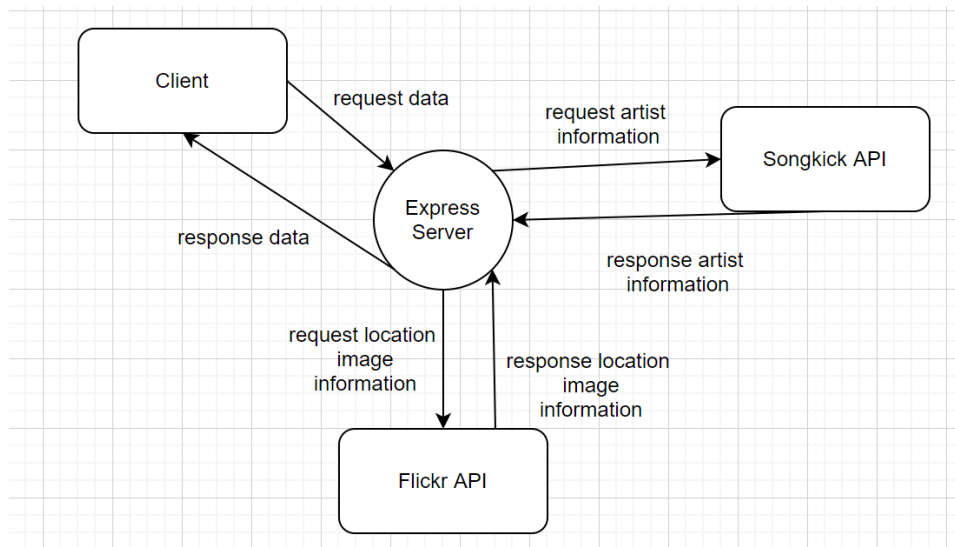 Client
request data
request artist
information
Songkick API
Express
Server
response data
response artist
information
request location
image
information
response location
image
information
Flickr API